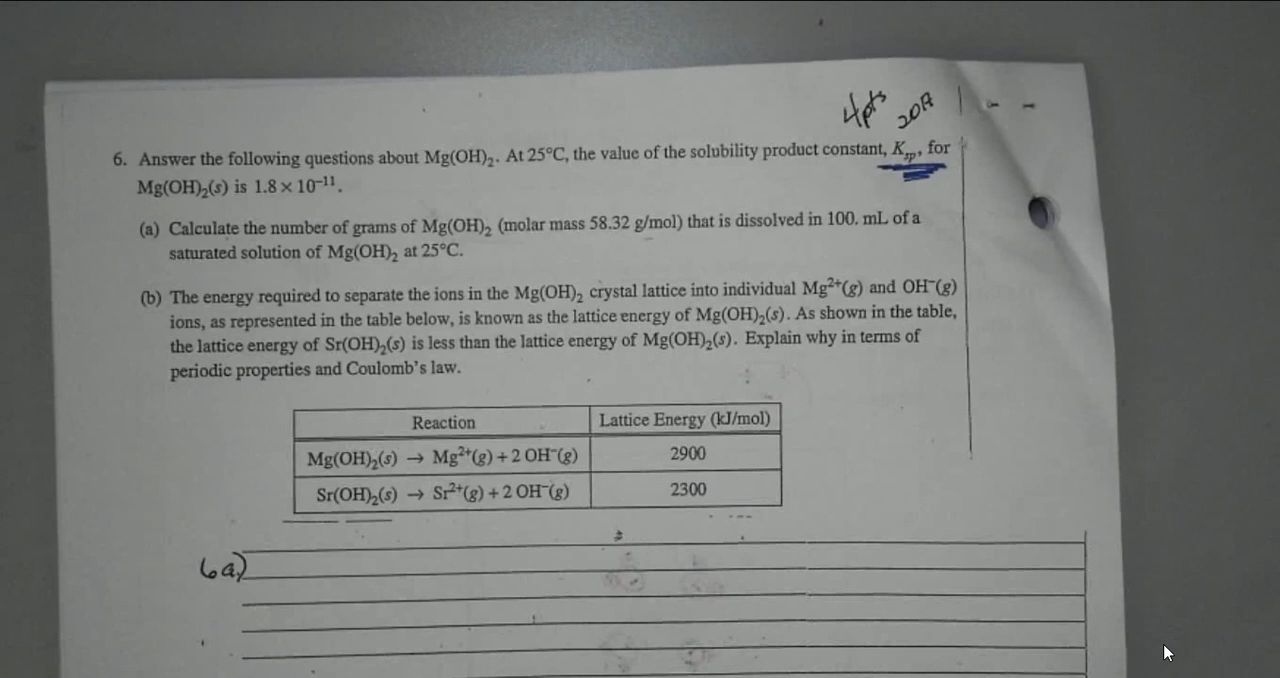 4pts 20A
6. Answer the following questions about Mg(OH)₂. At 25°C, the value of the solubility product constant, Kₛₚ, for
Mg(OH)₂(s) is 1.8 × 10⁻¹¹.
(a) Calculate the number of grams of Mg(OH)₂ (molar mass 58.32 g/mol) that is dissolved in 100. mL of a
saturated solution of Mg(OH)₂ at 25°C.
(b) The energy required to separate the ions in the Mg(OH)₂ crystal lattice into individual Mg²⁺(g) and OH⁻(g)
ions, as represented in the table below, is known as the lattice energy of Mg(OH)₂(s). As shown in the table,
the lattice energy of Sr(OH)₂(s) is less than the lattice energy of Mg(OH)₂(s). Explain why in terms of
periodic properties and Coulomb's law.
Reaction Lattice Energy (kJ/mol)
Mg(OH)₂(s) → Mg²⁺(g) + 2 OH⁻(g) 2900
Sr(OH)₂(s) → Sr²⁺(g) + 2 OH⁻(g) 2300
6a)